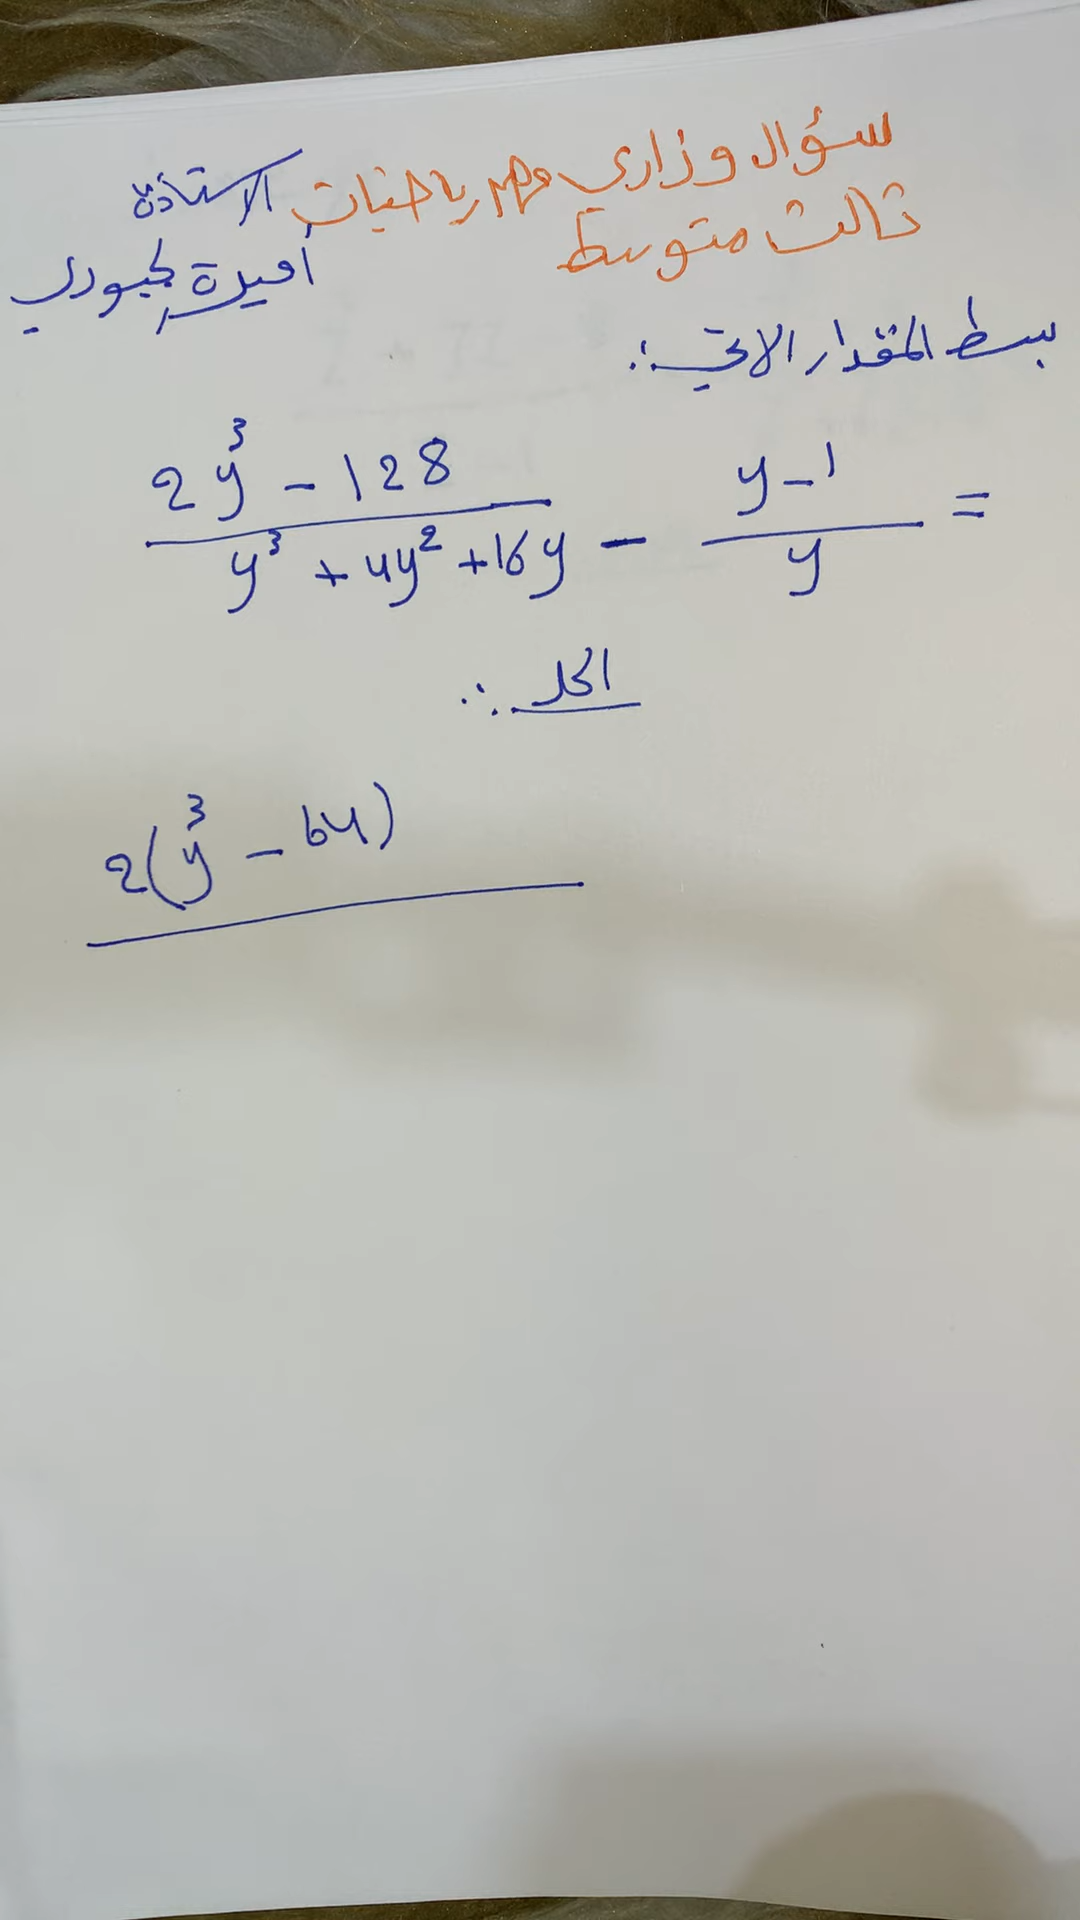 سؤال وزاري مهم رياضيات الاستاذة
ثالث متوسط أميرة الجبوري
بسط المقدار الاتي :.
2y³ - 128 / y³ + 4y² + 16y - y - 1 / y =
الحل :.
2(y³ - 64)